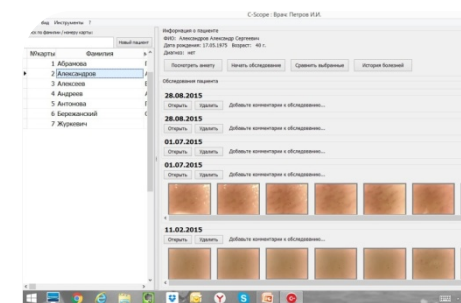 C-Scope : Врач: Петров И.И.
Вид Инструменты ?
по фамилии / номеру карты:
Новый пациент
№карты Фамилия
1 Абрамова
2 Александров
3 Алексеев
4 Андреев
5 Антонова
6 Бережанский
7 Журкевич
Информация о пациенте
ФИО: Александров Александр Сергеевич
Дата рождения: 17.05.1975 Возраст: 40 г.
Диагноз: нет
Посмотреть анкету Начать обследование Сравнить выбранные История болезней
Обследования пациента
28.08.2015
Открыть Удалить Добавьте комментарии к обследованию...
28.08.2015
Открыть Удалить Добавьте комментарии к обследованию...
01.07.2015
Открыть Удалить Добавьте комментарии к обследованию...
01.07.2015
Открыть Удалить Добавьте комментарии к обследованию...
11.02.2015
Открыть Удалить Добавьте комментарии к обследованию...